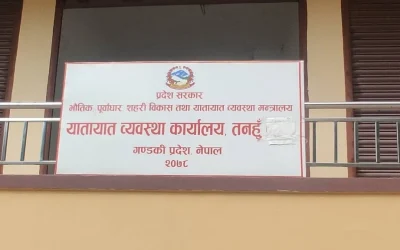 प्रदेश सरकार
भौतिक पूर्वाधार शहरी विकास तथा यातायात व्यवस्था मन्त्रालय
यातायात व्यवस्था कार्यालय, तनहुँ
गण्डकी प्रदेश, नेपाल
२०७८